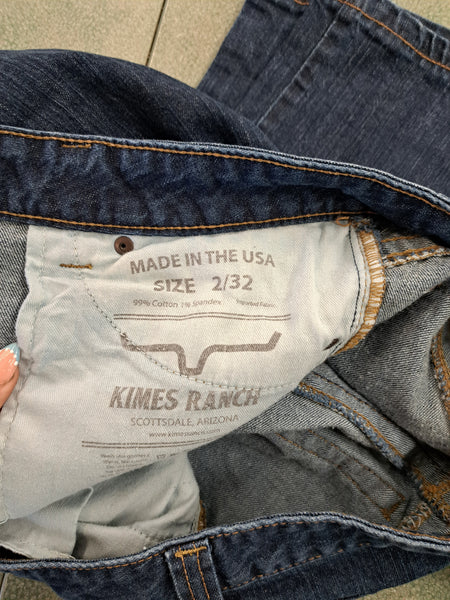 MADE IN THE USA
SIZE 2/32
99% Cotton 1% Spandex Imported Fabric
KIMES RANCH
SCOTTSDALE, ARIZONA
www.kimesranch.com